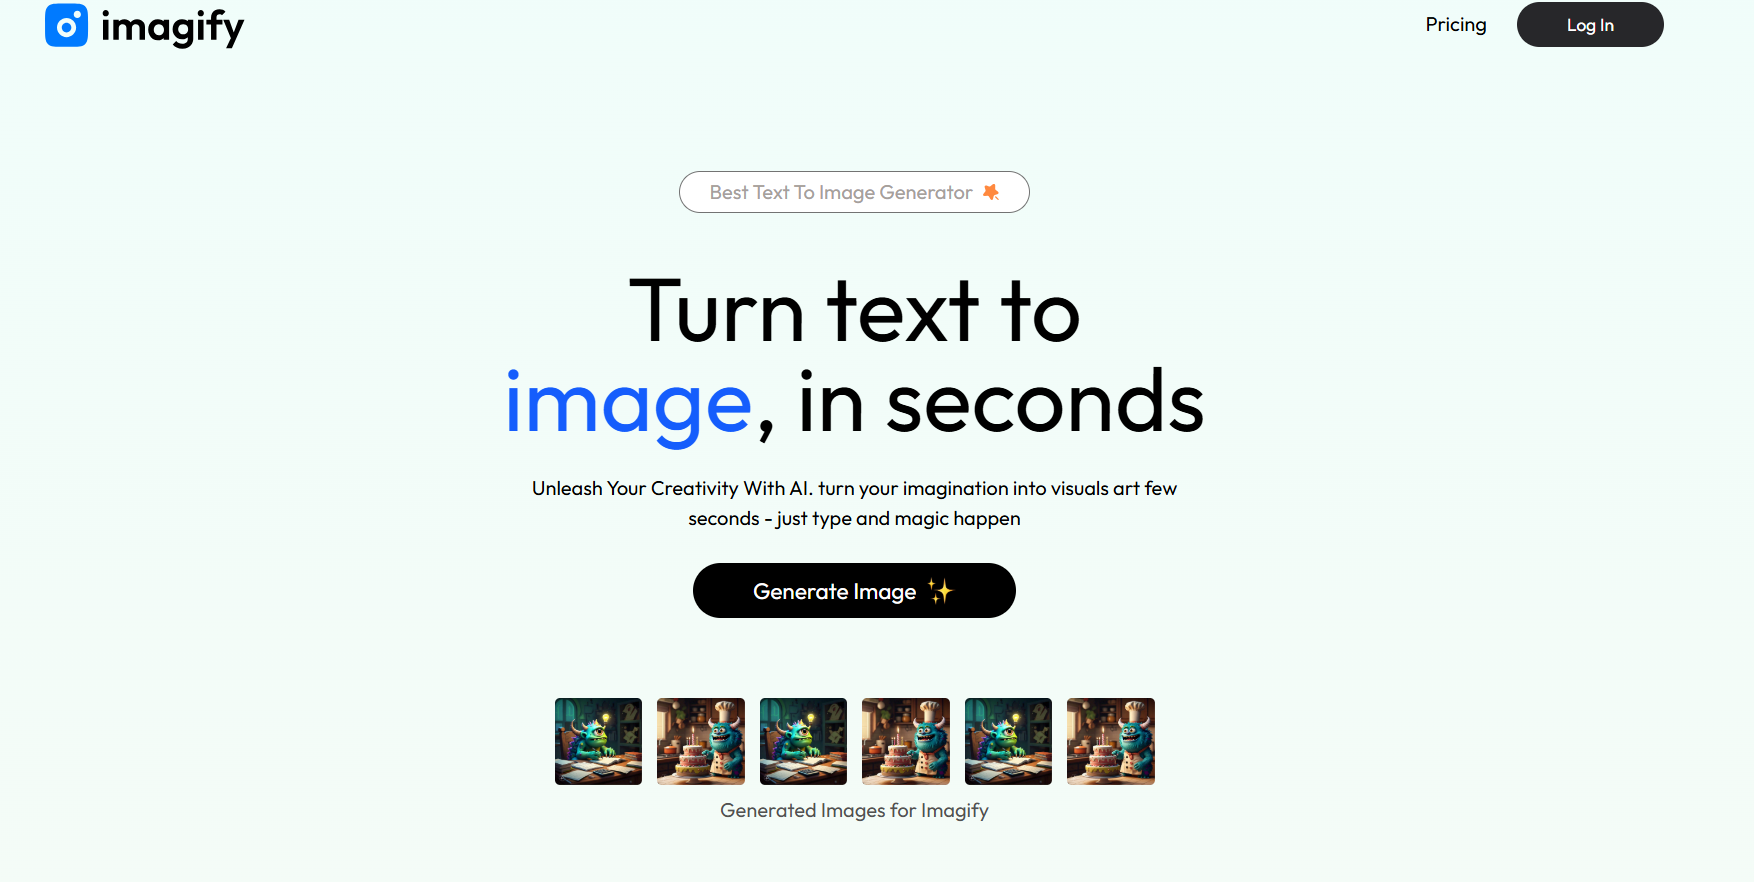 imagify
Pricing
Log In
Best Text To Image Generator
Turn text to
image, in seconds
Unleash Your Creativity With AI. turn your imagination into visuals art few
seconds - just type and magic happen
Generate Image ✨
Generated Images for Imagify